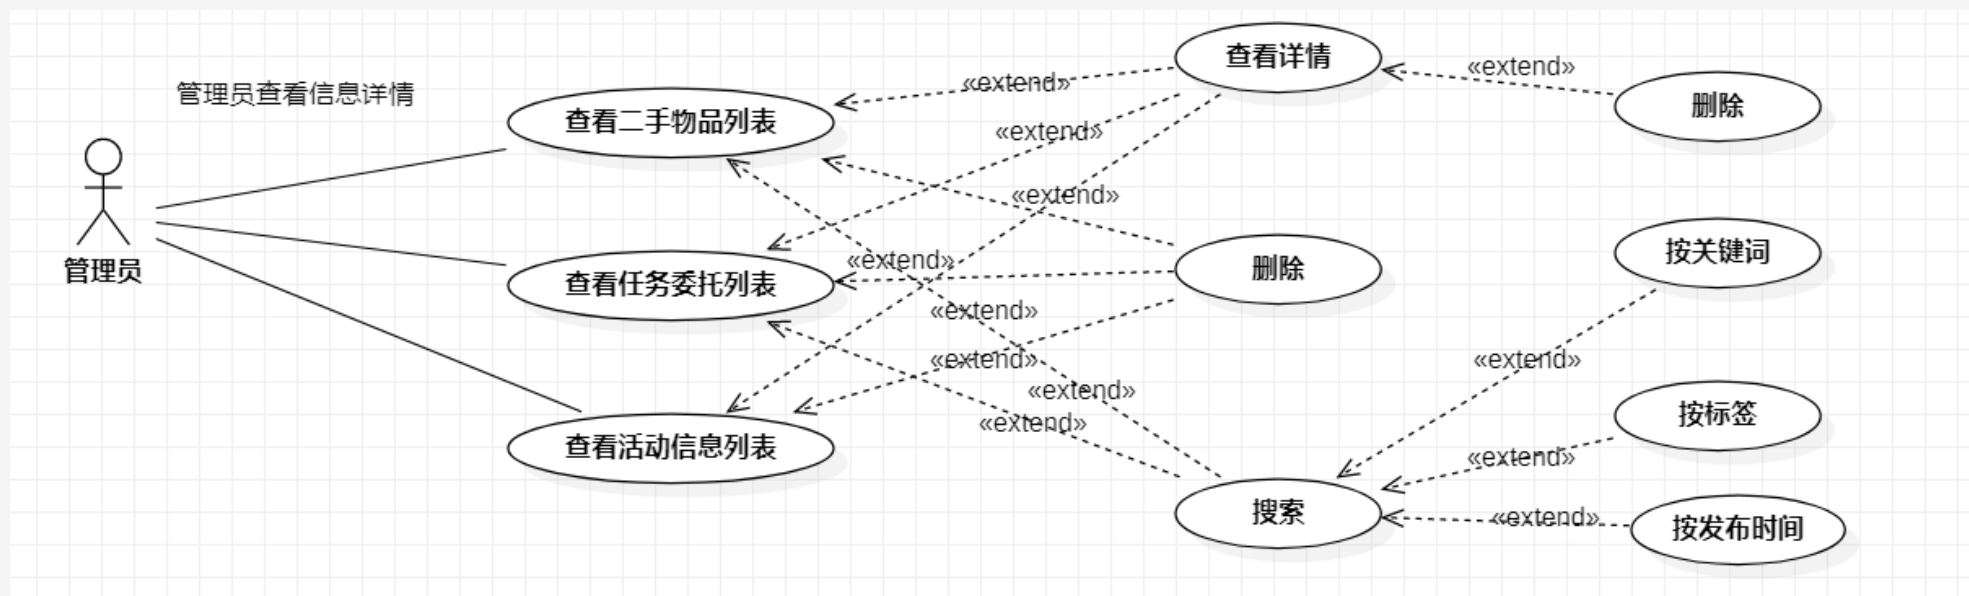 管理员查看信息详情
管理员
查看二手物品列表
查看任务委托列表
查看活动信息列表
«extend»
«extend»
«extend»
«extend»
«extend»
«extend»
«extend»
«extend»
查看详情
删除
搜索
«extend»
«extend»
«extend»
«extend»
删除
按关键词
按标签
按发布时间